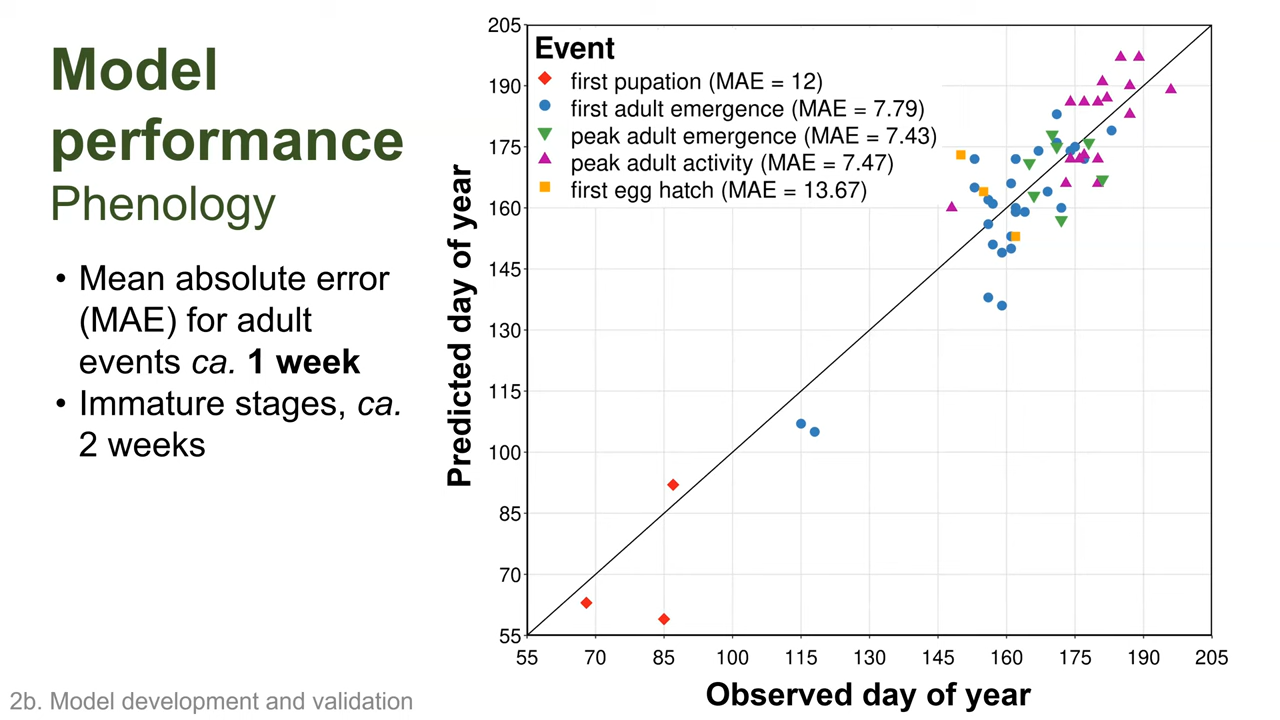 Model
performance
Phenology
• Mean absolute error
(MAE) for adult
events ca. 1 week
• Immature stages, ca.
2 weeks
2b. Model development and validation
Predicted day of year
205
190
175
160
145
130
115
100
85
70
55
Event
first pupation (MAE = 12)
first adult emergence (MAE = 7.79)
peak adult emergence (MAE = 7.43)
peak adult activity (MAE = 7.47)
first egg hatch (MAE = 13.67)
55 70 85 100 115 130 145 160 175 190 205
Observed day of year